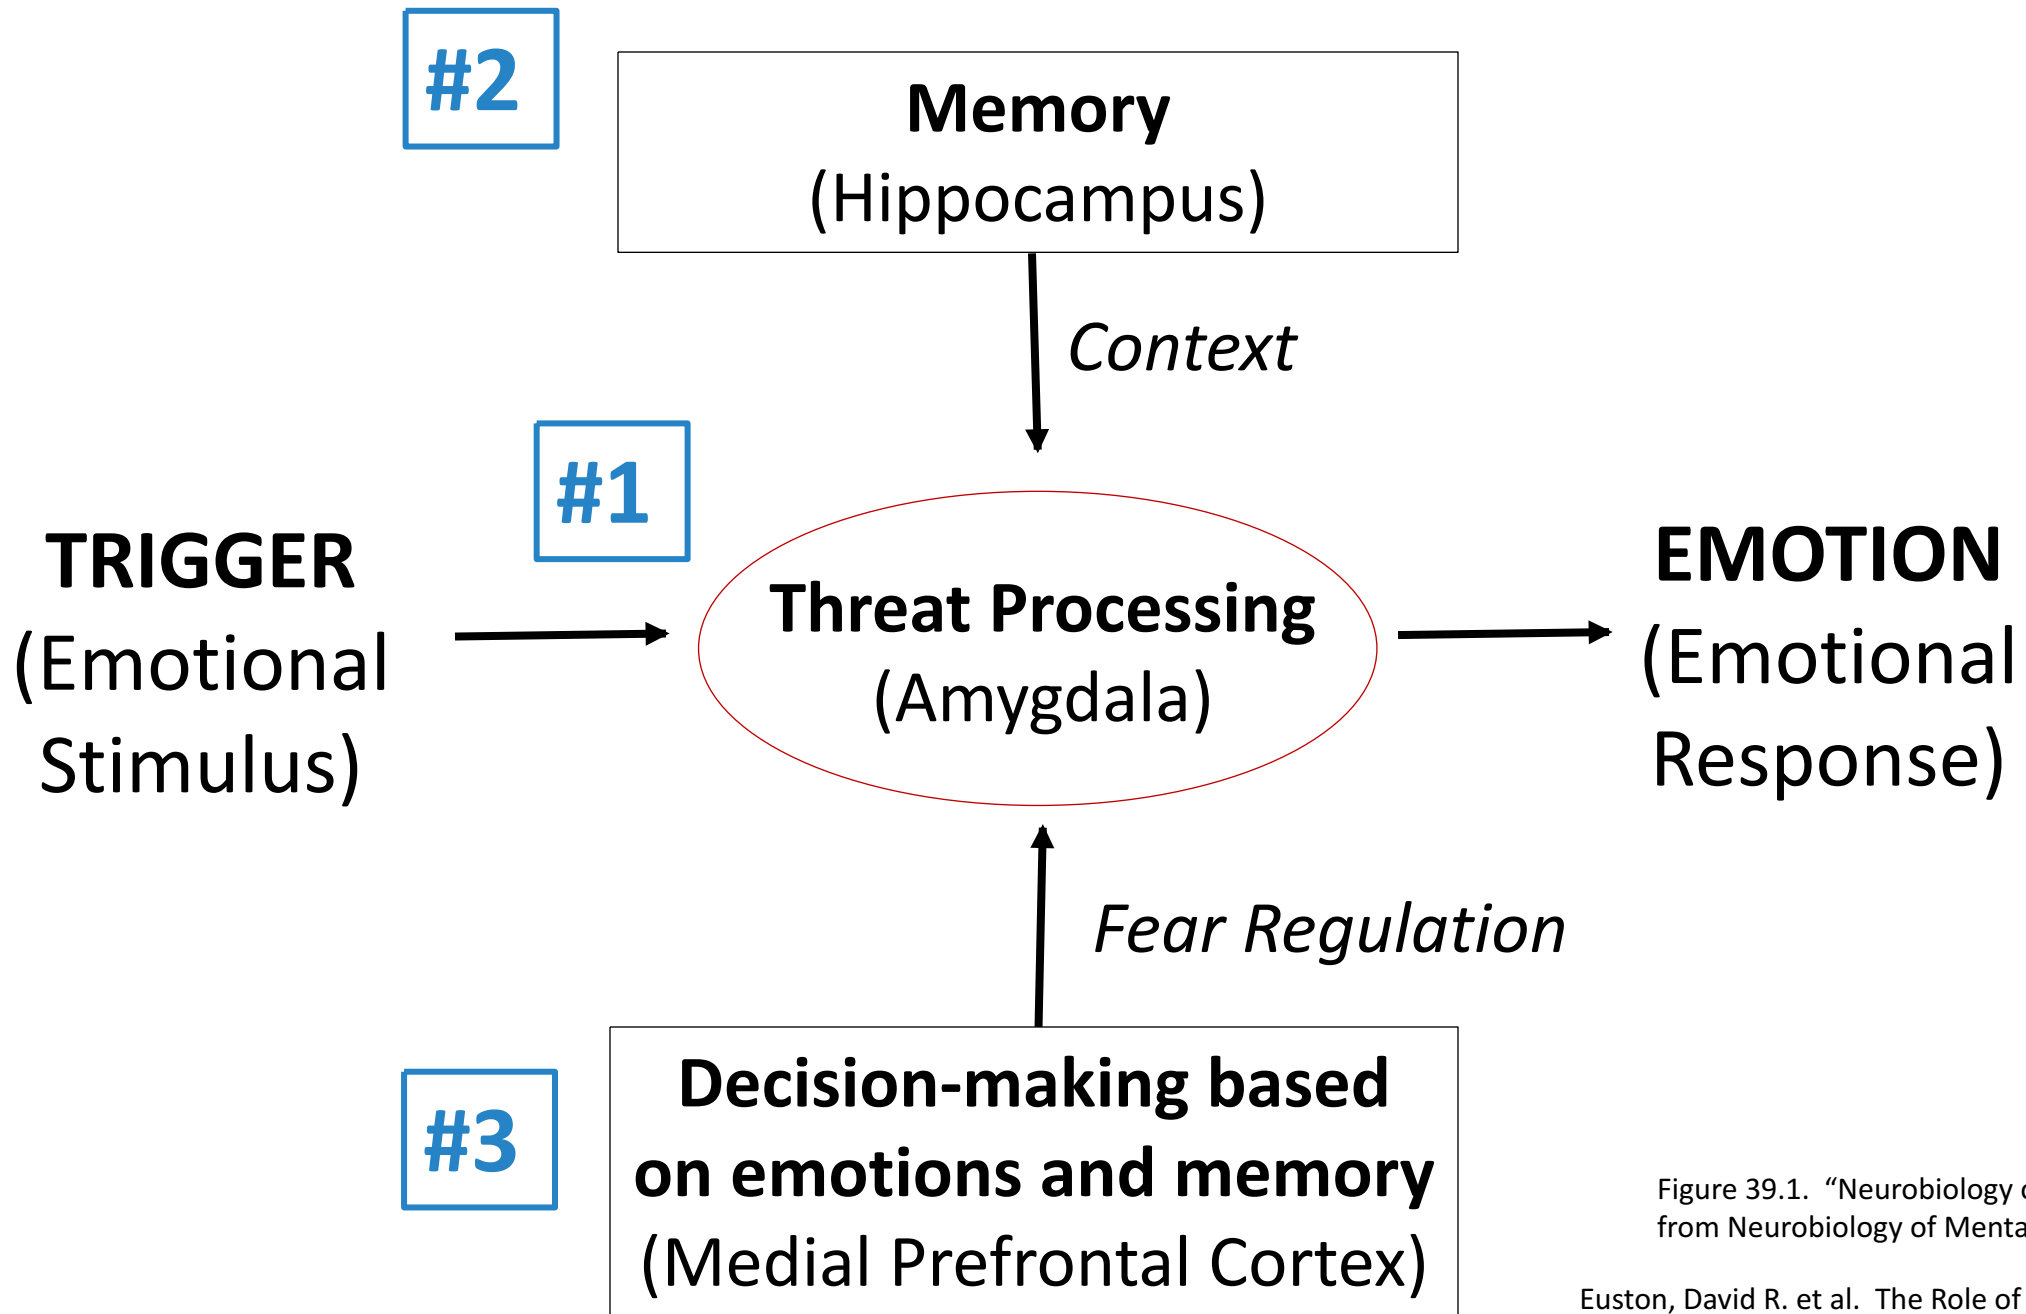 #2
Memory
(Hippocampus)
Context
#1
TRIGGER
(Emotional
Stimulus)
Threat Processing
(Amygdala)
EMOTION
(Emotional
Response)
Fear Regulation
#3
Decision-making based
on emotions and memory
(Medial Prefrontal Cortex)
Figure 39.1. “Neurobiology
from Neurobiology of
Euston, David R. et al. The Role of